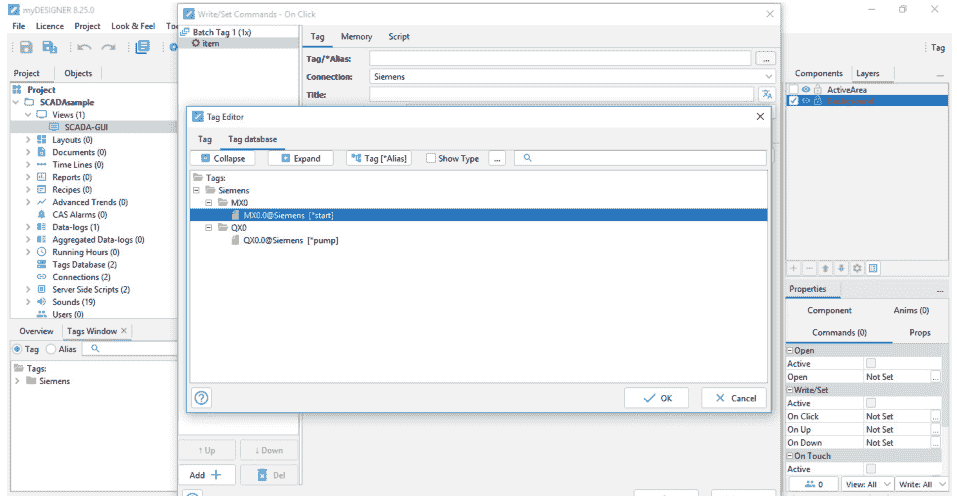 myDESIGNER 8.25.0
File Licence Project Look & Feel
Project Objects
Project
SCADAsample
Views (1)
SCADA-GUI
Layouts (0)
Documents (0)
Time Lines (0)
Reports (0)
Recipes (0)
Advanced Trends (0)
CAS Alarms (0)
Data-logs (1)
Aggregated Data-logs (0)
Running Hours (0)
Tags Database (2)
Connections (2)
Server Side Scripts (2)
Sounds (19)
Users (0)
Overview Tags Window
Tag Alias
Tags:
Siemens
Write/Set Commands - On Click
Batch Tag 1 (1x)
item
Tag Memory Script
Tag/*Alias: ...
Connection: Siemens
Title:
Tag Editor
Tag Tag database
Collapse Expand Tag [*Alias] Show Type ...
Tags:
Siemens
MX0
MX0.0@Siemens [*start]
QX0
QX0.0@Siemens [*pump]
OK Cancel
↑ Up ↓ Down
Add + Del
Tag
Components Layers ...
ActiveArea
Properties ...
Component Anims (0)
Commands (0) Props
Open
Active
Open Not Set ...
Write/Set
Active
On Click Not Set ...
On Up Not Set ...
On Down Not Set ...
On Touch
Active
0 View: All Write: All